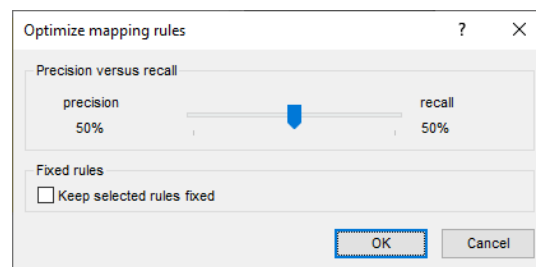 Optimize mapping rules ?
Precision versus recall
precision recall
50% 50%
Fixed rules
Keep selected rules fixed
OK Cancel